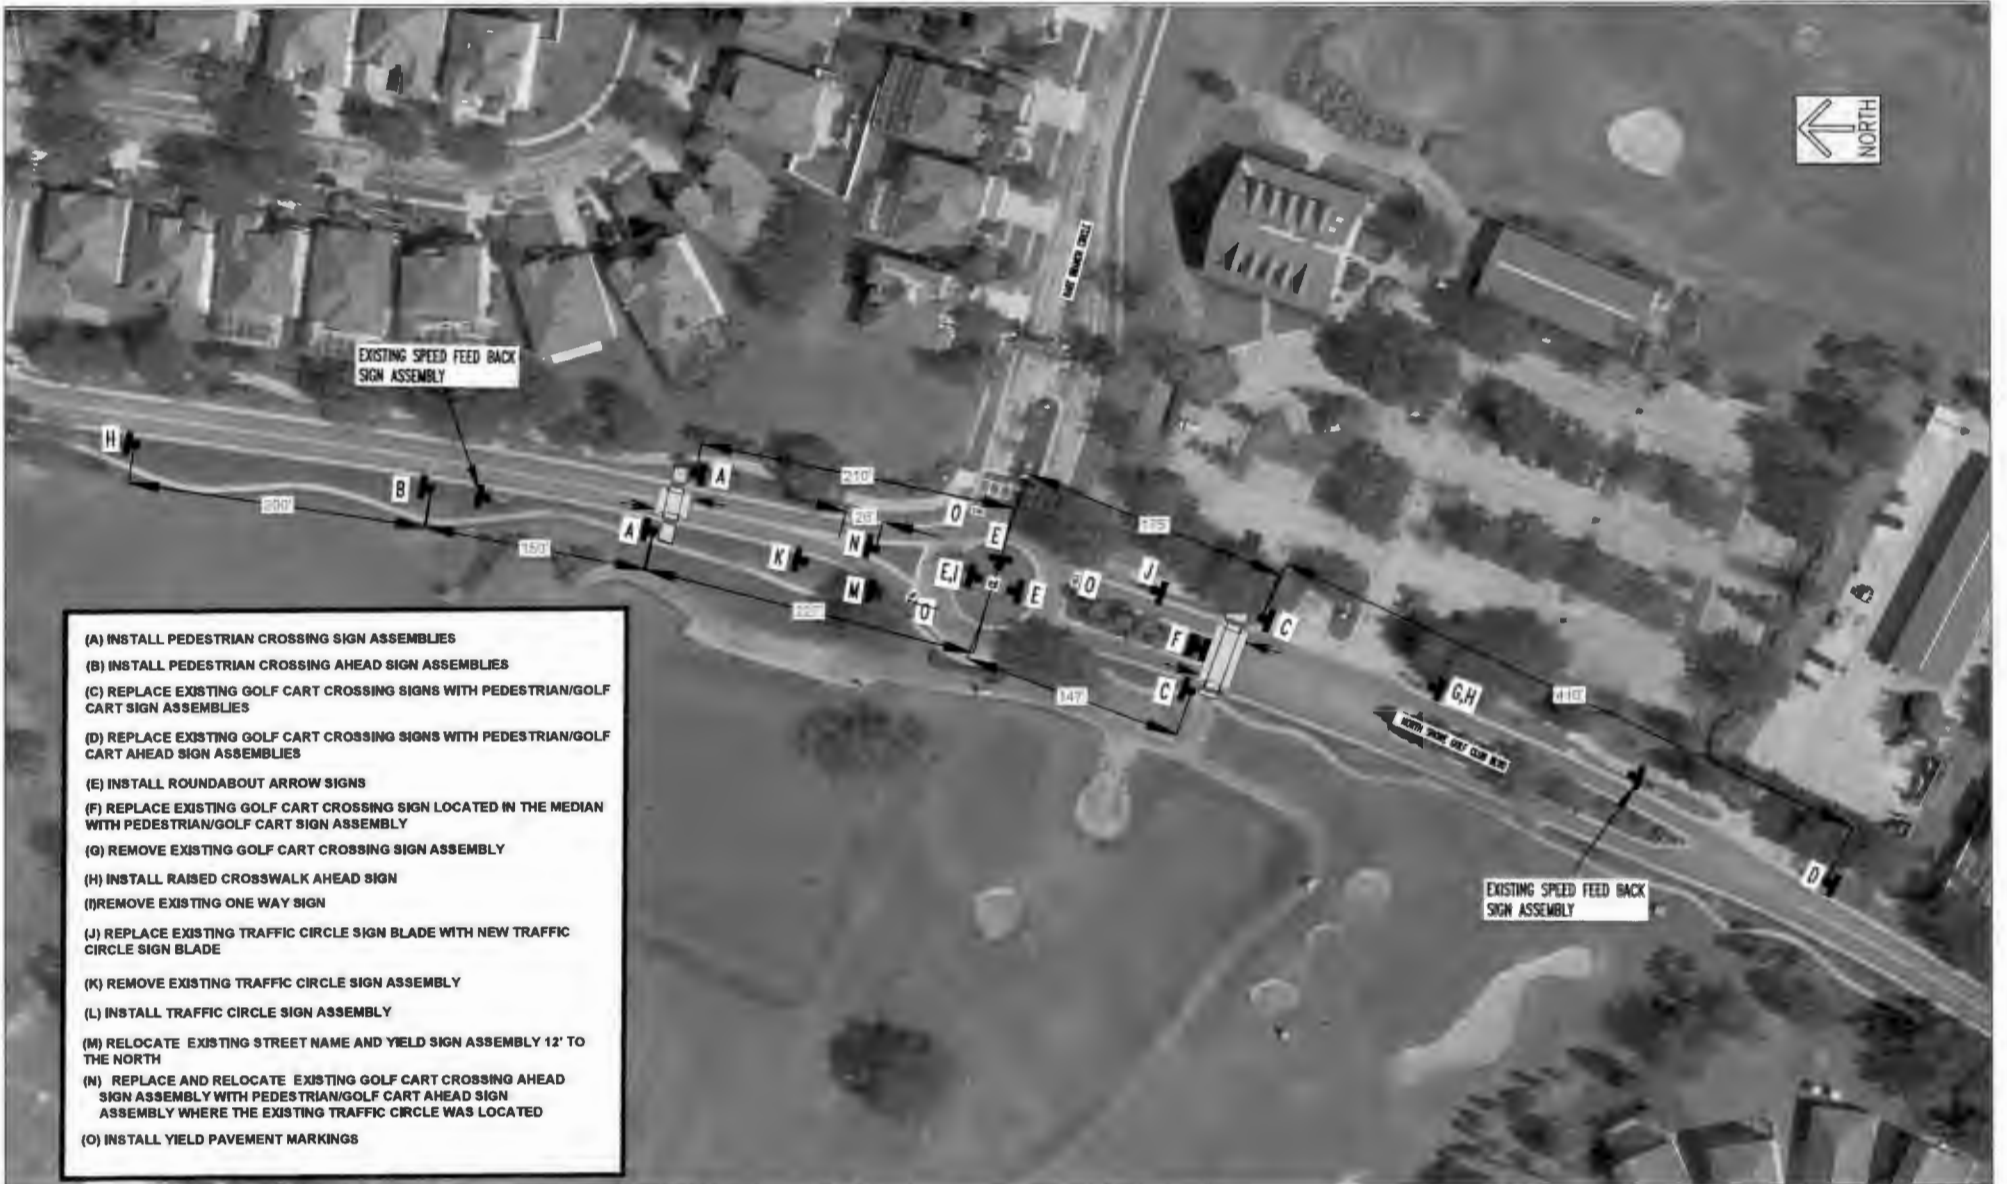 NORTH
EXISTING SPEED FEED BACK
SIGN ASSEMBLY
H
200'
B
150'
A
A
210'
26'
N
K
M
O
O
E
E,I
E
O
J
175'
C
F
C
147'
G,H
410'
NORTH SHORE GOLF CLUB BLVD
D
EXISTING SPEED FEED BACK
SIGN ASSEMBLY
(A) INSTALL PEDESTRIAN CROSSING SIGN ASSEMBLIES
(B) INSTALL PEDESTRIAN CROSSING AHEAD SIGN ASSEMBLIES
(C) REPLACE EXISTING GOLF CART CROSSING SIGNS WITH PEDESTRIAN/GOLF
CART SIGN ASSEMBLIES
(D) REPLACE EXISTING GOLF CART CROSSING SIGNS WITH PEDESTRIAN/GOLF
CART AHEAD SIGN ASSEMBLIES
(E) INSTALL ROUNDABOUT ARROW SIGNS
(F) REPLACE EXISTING GOLF CART CROSSING SIGN LOCATED IN THE MEDIAN
WITH PEDESTRIAN/GOLF CART SIGN ASSEMBLY
(G) REMOVE EXISTING GOLF CART CROSSING SIGN ASSEMBLY
(H) INSTALL RAISED CROSSWALK AHEAD SIGN
(I)REMOVE EXISTING ONE WAY SIGN
(J) REPLACE EXISTING TRAFFIC CIRCLE SIGN BLADE WITH NEW TRAFFIC
CIRCLE SIGN BLADE
(K) REMOVE EXISTING TRAFFIC CIRCLE SIGN ASSEMBLY
(L) INSTALL TRAFFIC CIRCLE SIGN ASSEMBLY
(M) RELOCATE EXISTING STREET NAME AND YIELD SIGN ASSEMBLY 12' TO
THE NORTH
(N) REPLACE AND RELOCATE EXISTING GOLF CART CROSSING AHEAD
SIGN ASSEMBLY WITH PEDESTRIAN/GOLF CART AHEAD SIGN
ASSEMBLY WHERE THE EXISTING TRAFFIC CIRCLE WAS LOCATED
(O) INSTALL YIELD PAVEMENT MARKINGS